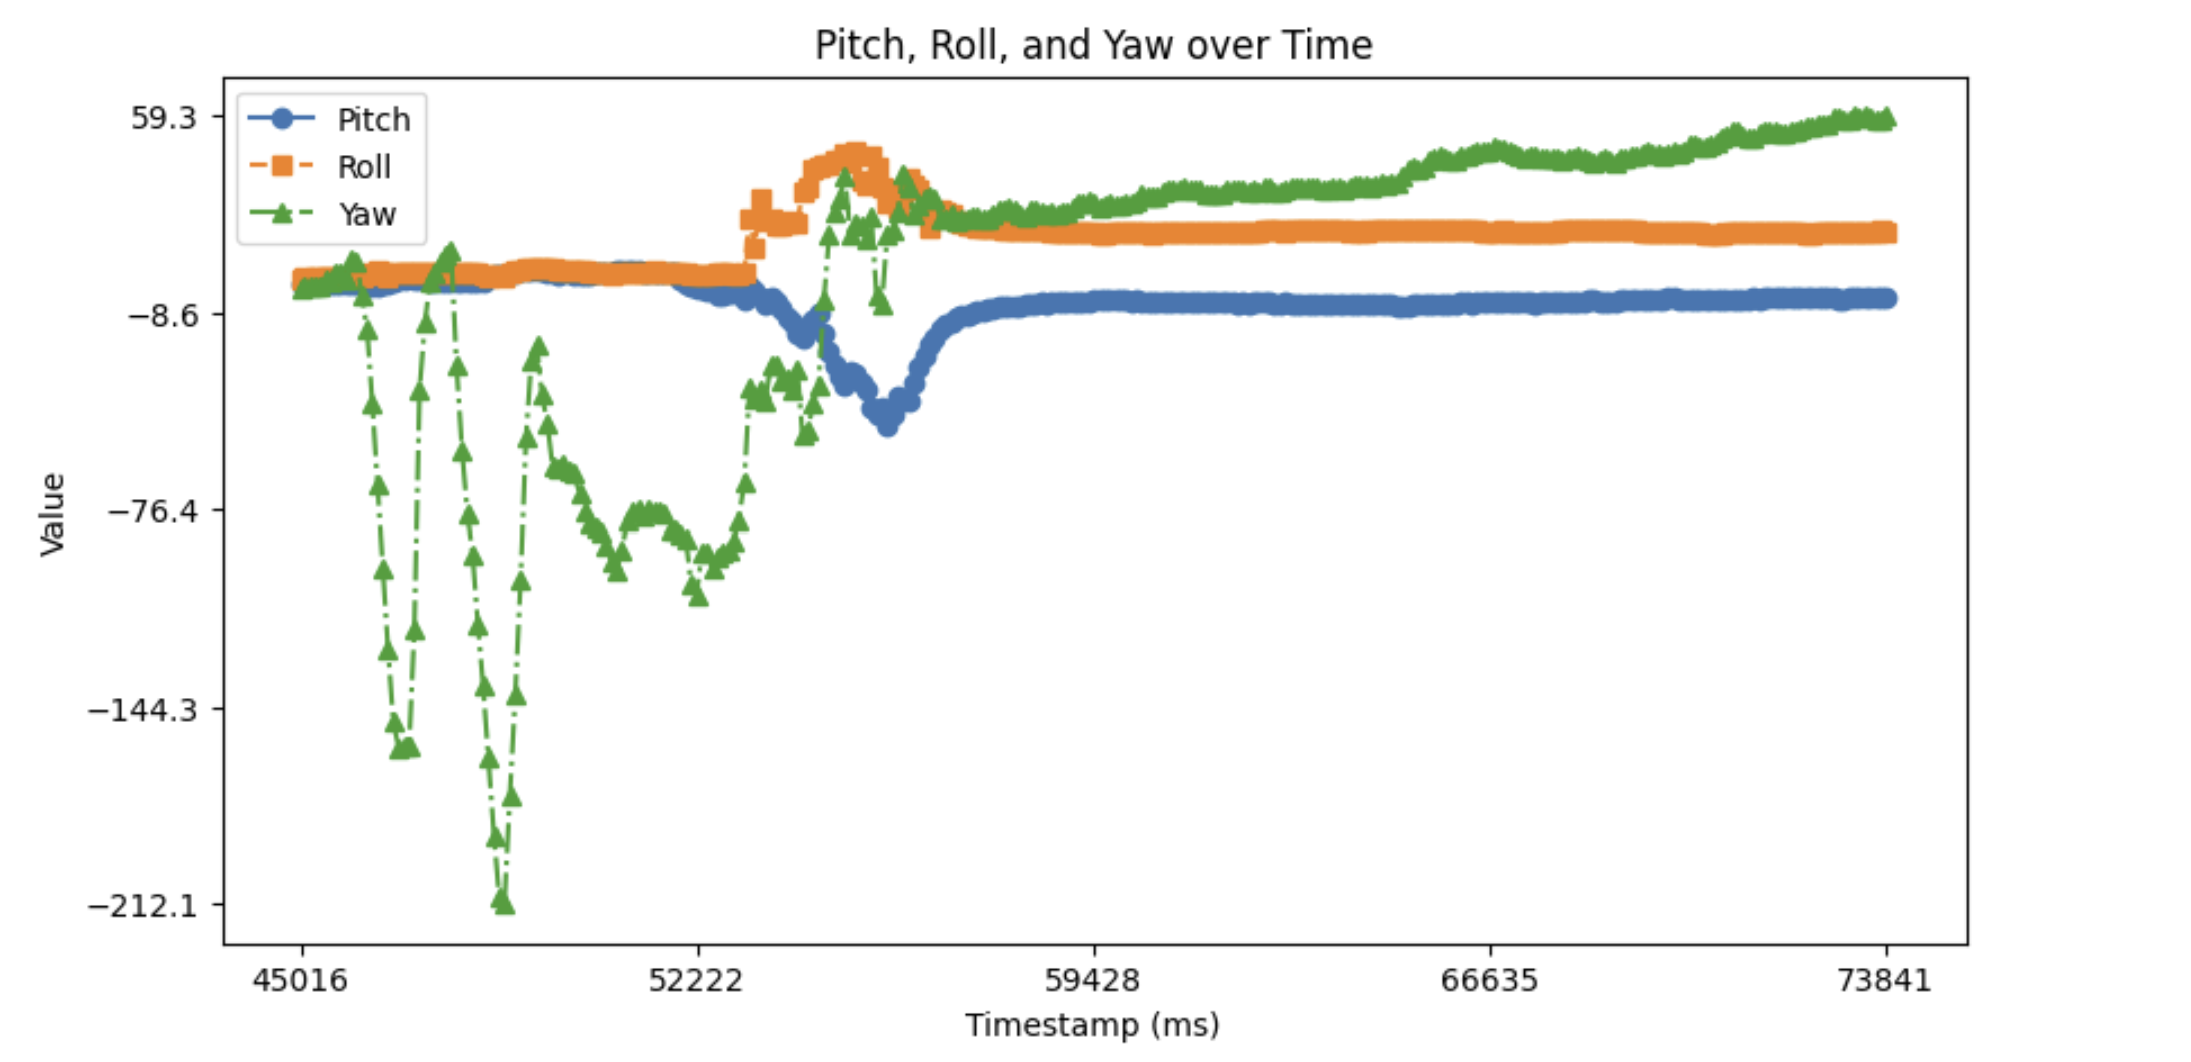 Pitch, Roll, and Yaw over Time
Pitch
Roll
Yaw
59.3
−8.6
−76.4
−144.3
−212.1
Value
45016
52222
59428
66635
73841
Timestamp (ms)